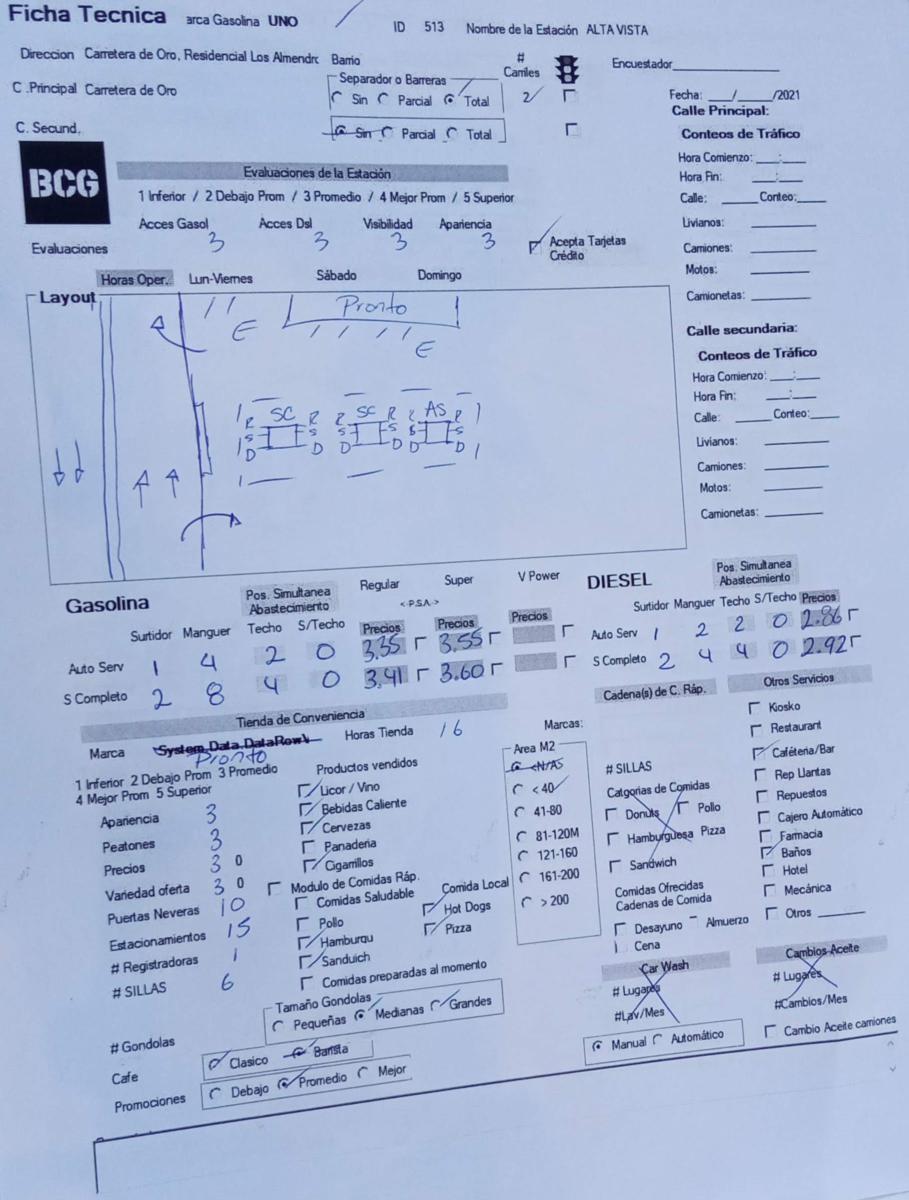 Ficha Tecnica arca Gasolina UNO ID 513 Nombre de la Estación ALTA VISTA
Direccion Carretera de Oro, Residencial Los Almendrc Barrio # Carriles Encuestador
Separador o Barreras
C .Principal Carretera de Oro Sin Parcial Total 2 Fecha: ___/___/2021
C. Secund. Sin Parcial Total
Calle Principal:
Conteos de Tráfico
Hora Comienzo: __:__
Hora Fin: __:__
Calle: ____ Conteo:____
Livianos:
Camiones:
Motos:
Camionetas:
BCG
Evaluaciones de la Estación
1 Inferior / 2 Debajo Prom / 3 Promedio / 4 Mejor Prom / 5 Superior
Acces Gasol Acces Dsl Visibilidad Apariencia
Evaluaciones 3 3 3 3 Acepta Tarjetas Crédito
Horas Oper. Lun-Viernes Sábado Domingo
Layout
Pronto
E
E
SC SC AS
R R R R R R
S S S S S S
D D D D D D
Calle secundaria:
Conteos de Tráfico
Hora Comienzo: __:__
Hora Fin: __:__
Calle: ____ Conteo:____
Livianos:
Camiones:
Motos:
Camionetas:
Gasolina Pos. Simultanea Abastecimiento Regular Super V Power
<-P.S.A.->
Surtidor Manguer Techo S/Techo Precios Precios Precios
Auto Serv 1 4 2 0 3.35 3.55
S Completo 2 8 4 0 3.41 3.60
DIESEL Pos. Simultanea Abastecimiento
Surtidor Manguer Techo S/Techo Precios
Auto Serv 1 2 2 0 2.86
S Completo 2 4 4 0 2.92
Tienda de Conveniencia
Marca System.Data.DataRowV Horas Tienda 16
Pronto
1 Inferior 2 Debajo Prom 3 Promedio
4 Mejor Prom 5 Superior
Apariencia 3
Peatones 3
Precios 3 0
Variedad oferta 3 0
Puertas Neveras 10
Estacionamientos 15
# Registradoras 1
# SILLAS 6
# Gondolas
Productos vendidos
Licor / Vino
Bebidas Caliente
Cervezas
Panaderia
Cigarrillos
Modulo de Comidas Ráp.
Comidas Saludable
Pollo
Hamburqu
Sanduich
Comidas preparadas al momento
Comida Local
Hot Dogs
Pizza
Tamaño Gondolas
Pequeñas Medianas Grandes
Cafe Clasico Barista
Promociones Debajo Promedio Mejor
Marcas:
Area M2
<N/AS
< 40
41-80
81-120M
121-160
161-200
> 200
Cadena(s) de C. Ráp.
# SILLAS
Catgorias de Comidas
Donuts Pollo
Hamburguesa Pizza
Sandwich
Comidas Ofrecidas
Cadenas de Comida
Desayuno Almuerzo
Cena
Car Wash
# Lugares
#Lav/Mes
Manual Automático
Otros Servicios
Kiosko
Restaurant
Caféteria/Bar
Rep Llantas
Repuestos
Cajero Automático
Farmacia
Baños
Hotel
Mecánica
Otros
Cambios Aceite
# Lugares
#Cambios/Mes
Cambio Aceite camiones